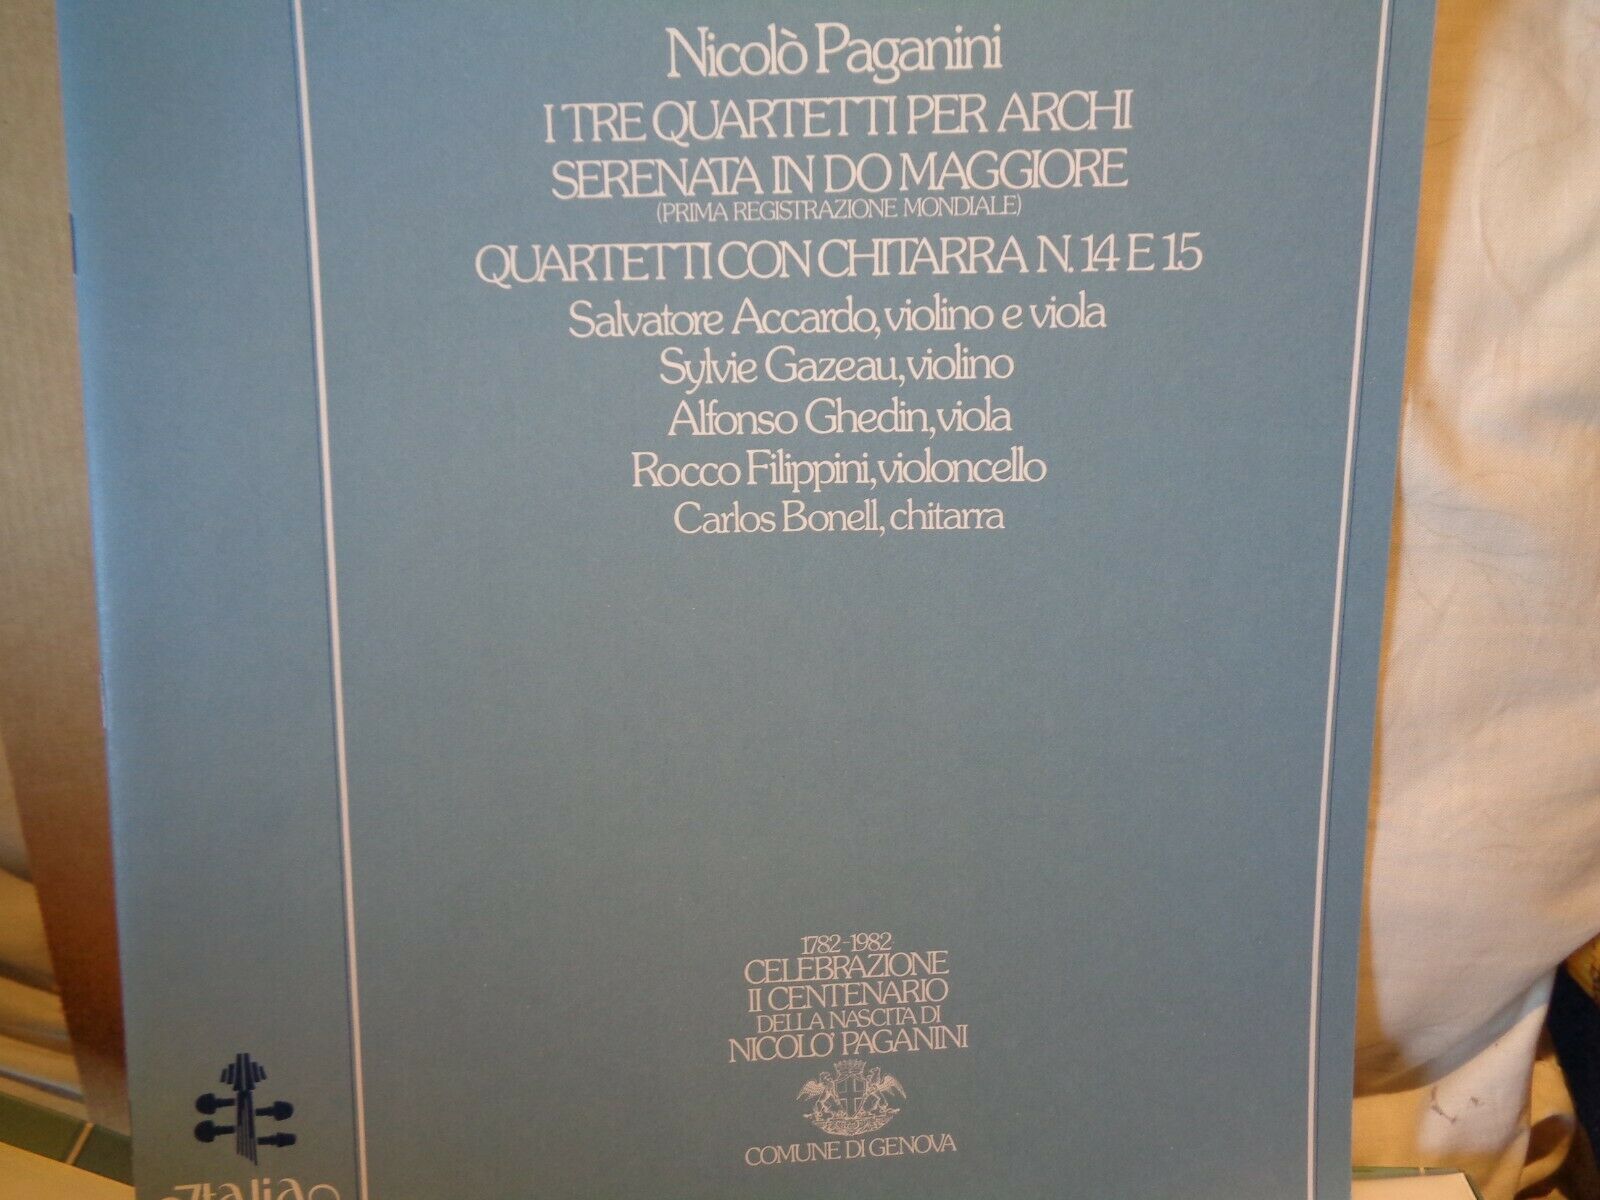 Nicolò Paganini
I TRE QUARTETTI PER ARCHI
SERENATA IN DO MAGGIORE
(PRIMA REGISTRAZIONE MONDIALE)
QUARTETTI CON CHITARRA N. 14 E 15
Salvatore Accardo, violino e viola
Sylvie Gazeau, violino
Alfonso Ghedin, viola
Rocco Filippini, violoncello
Carlos Bonell, chitarra
1782-1982
CELEBRAZIONE
II CENTENARIO
DELLA NASCITA DI
NICOLO' PAGANINI
COMUNE DI GENOVA
Italia